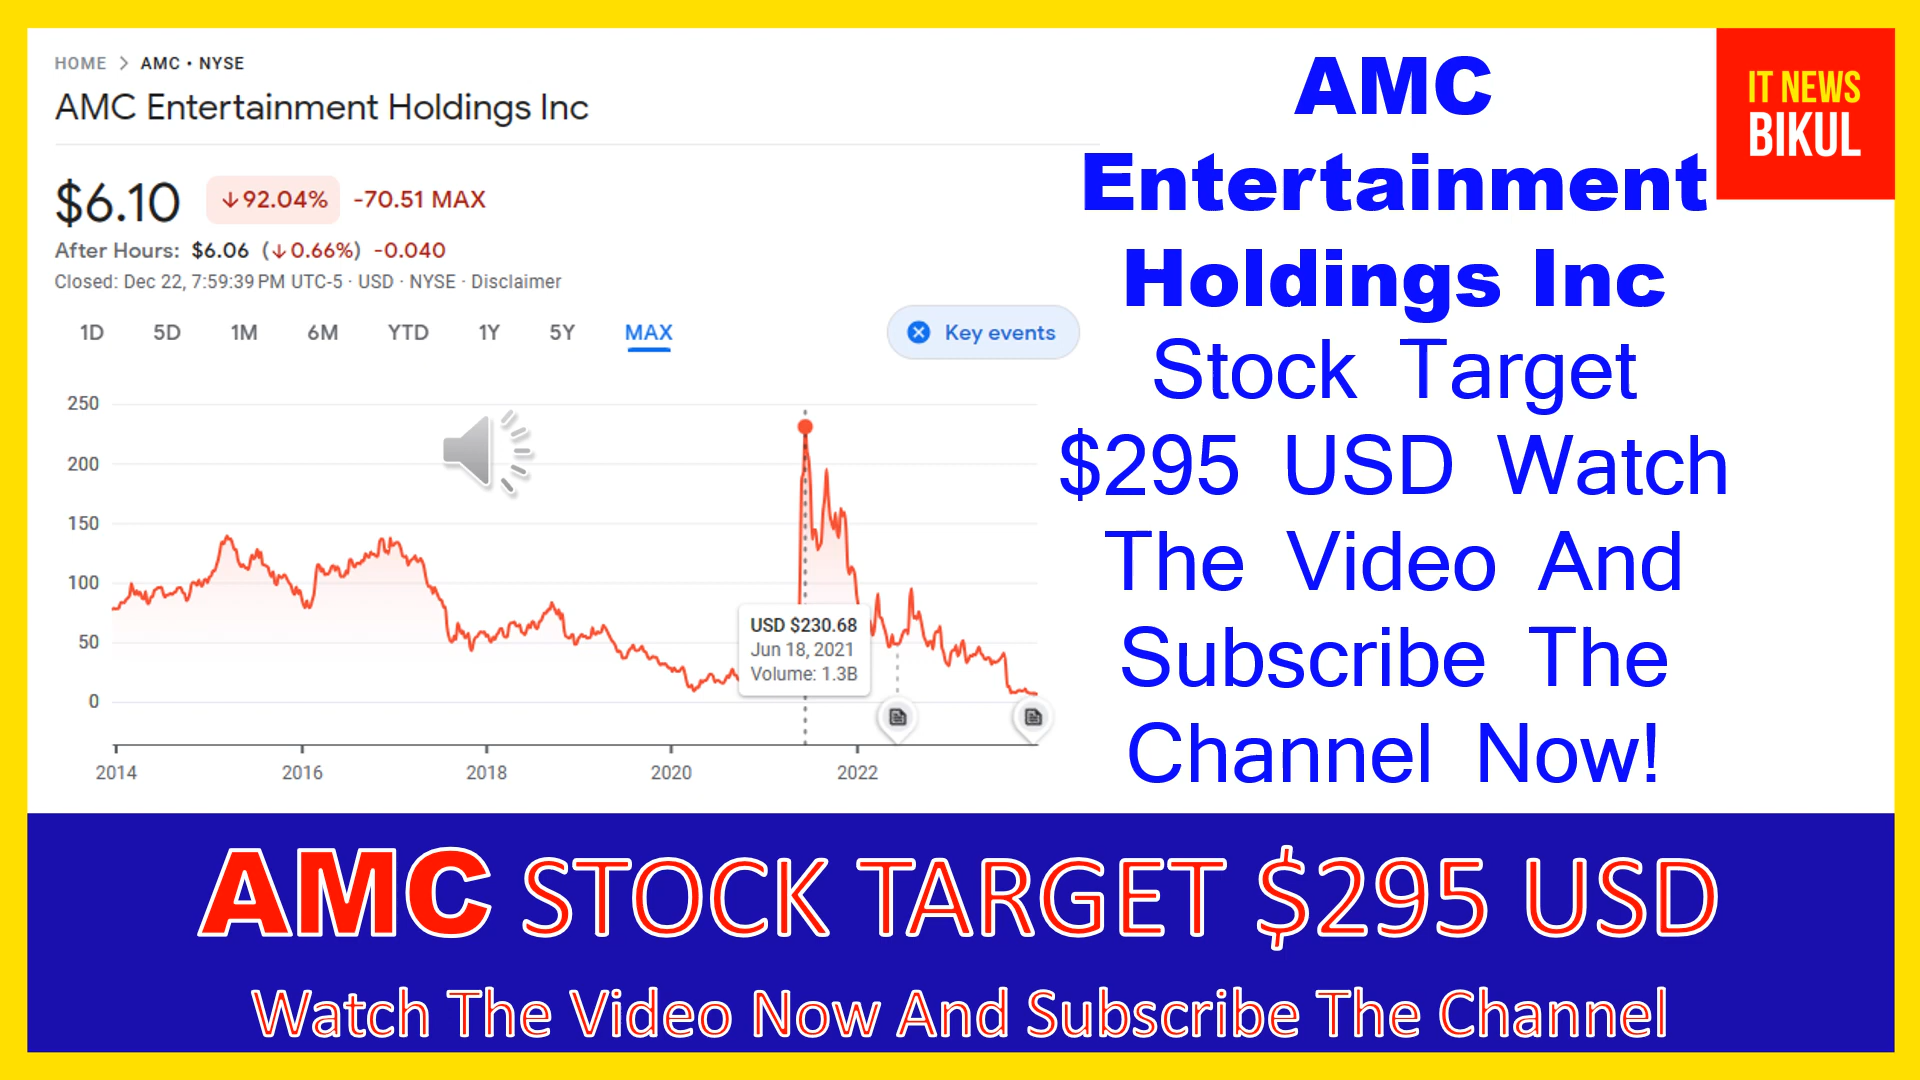 HOME > AMC • NYSE
AMC Entertainment Holdings Inc
$6.10 ↓92.04% -70.51 MAX
After Hours: $6.06 (↓0.66%) -0.040
Closed: Dec 22, 7:59:39 PM UTC-5 · USD · NYSE · Disclaimer
1D 5D 1M 6M YTD 1Y 5Y MAX
Key events
250
200
150
100
50
0
USD $230.68
Jun 18, 2021
Volume: 1.3B
2014 2016 2018 2020 2022
AMC
Entertainment
Holdings Inc
Stock Target
$295 USD Watch
The Video And
Subscribe The
Channel Now!
IT NEWS
BIKUL
AMC STOCK TARGET $295 USD
Watch The Video Now And Subscribe The Channel